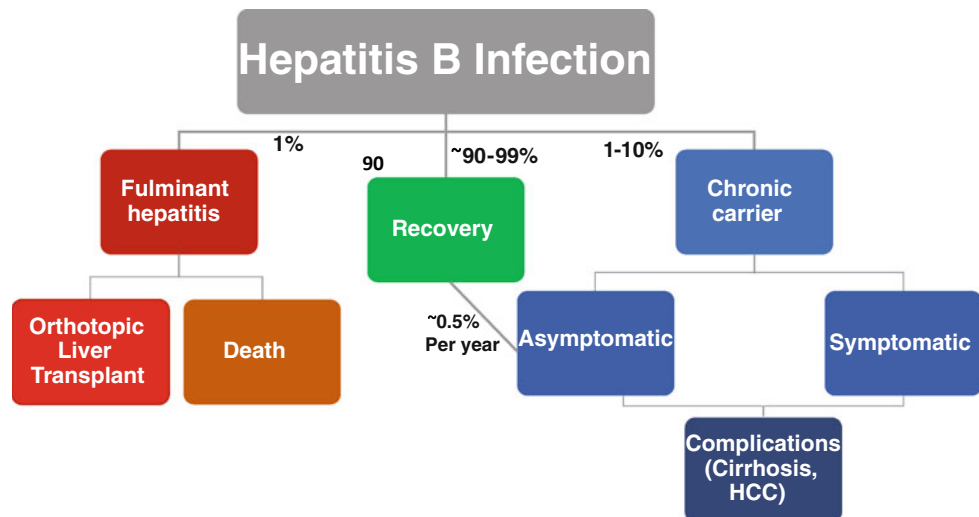 Hepatitis B Infection
1%
90
~90-99%
1-10%
Fulminant
hepatitis
Recovery
Chronic
carrier
Orthotopic
Liver
Transplant
Death
~0.5%
Per year
Asymptomatic
Symptomatic
Complications
(Cirrhosis,
HCC)